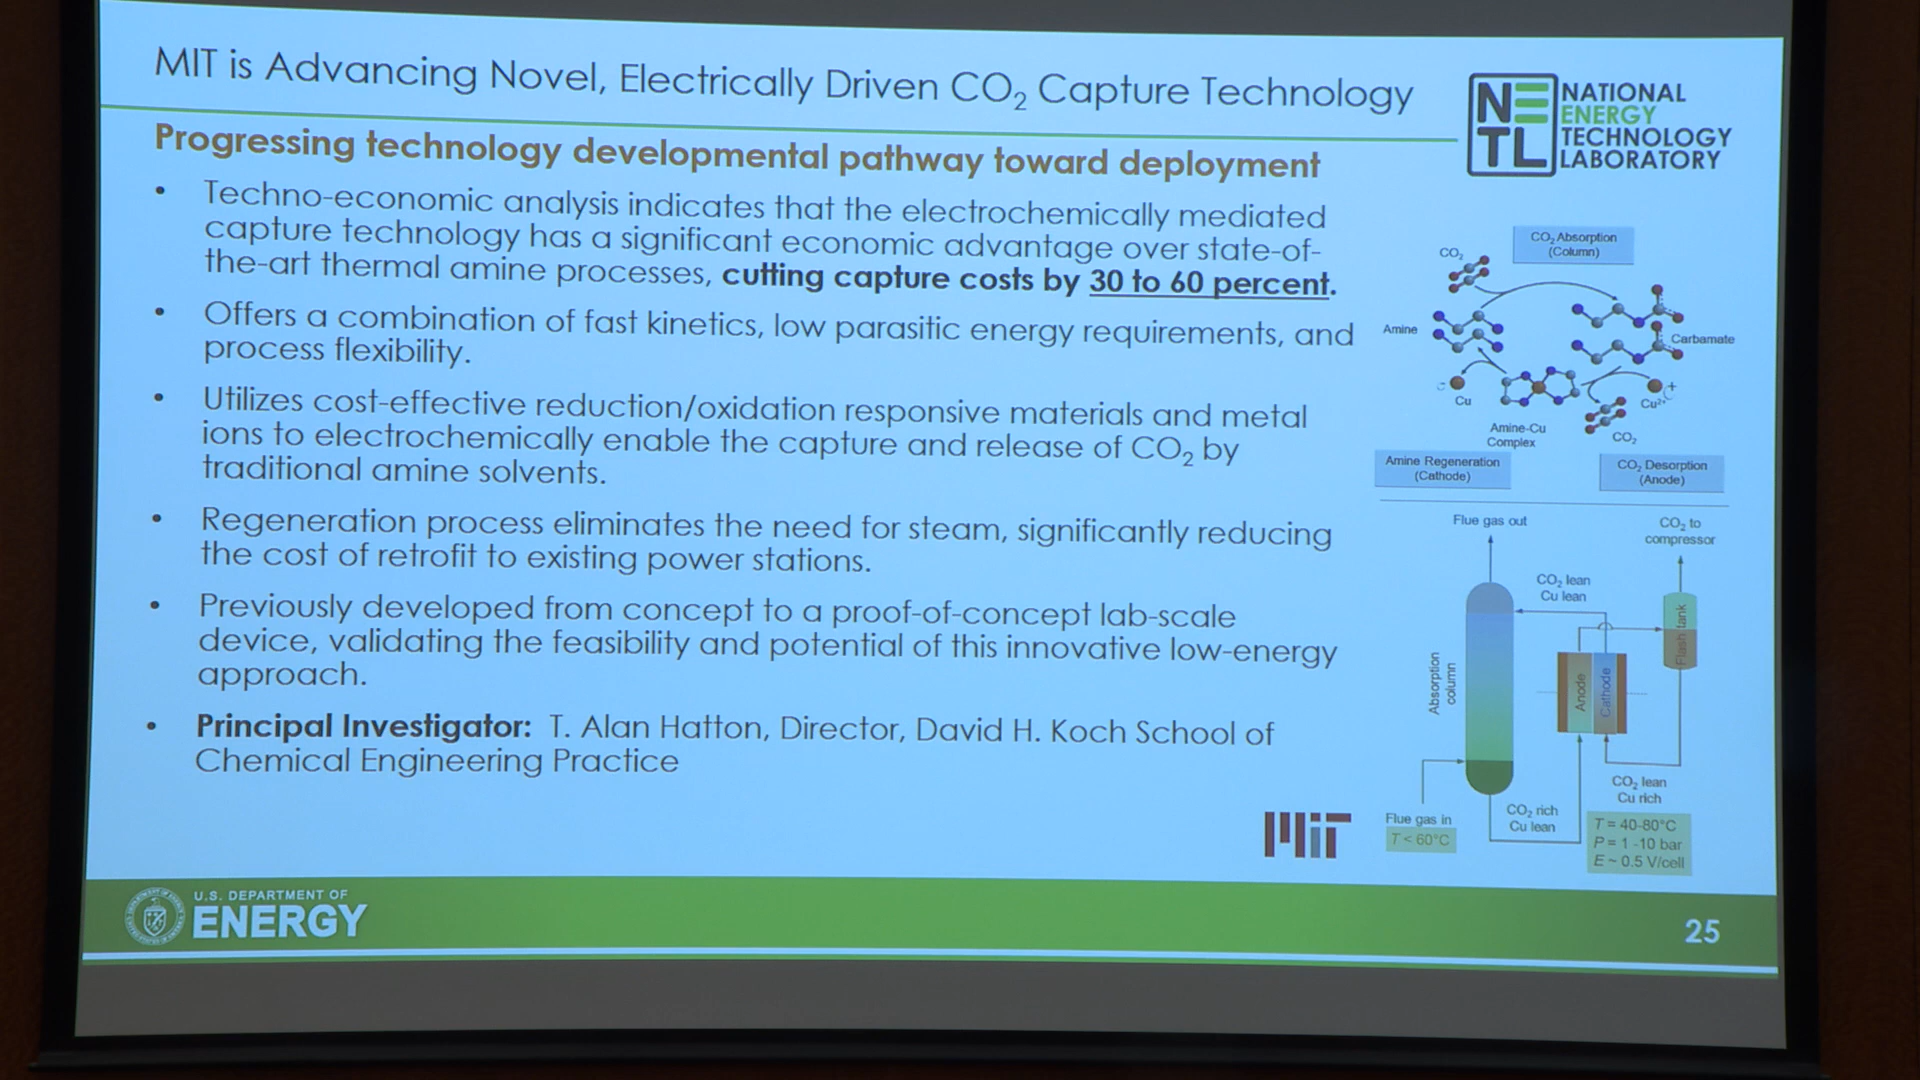 MIT is Advancing Novel, Electrically Driven CO₂ Capture Technology
NETL
NATIONAL
ENERGY
TECHNOLOGY
LABORATORY
Progressing technology developmental pathway toward deployment
• Techno-economic analysis indicates that the electrochemically mediated
capture technology has a significant economic advantage over state-of-
the-art thermal amine processes, cutting capture costs by 30 to 60 percent.
• Offers a combination of fast kinetics, low parasitic energy requirements, and
process flexibility.
• Utilizes cost-effective reduction/oxidation responsive materials and metal
ions to electrochemically enable the capture and release of CO₂ by
traditional amine solvents.
• Regeneration process eliminates the need for steam, significantly reducing
the cost of retrofit to existing power stations.
• Previously developed from concept to a proof-of-concept lab-scale
device, validating the feasibility and potential of this innovative low-energy
approach.
• Principal Investigator: T. Alan Hatton, Director, David H. Koch School of
Chemical Engineering Practice
CO₂ Absorption
(Column)
CO₂
Amine
Carbamate
Cu
Cu²⁺
Amine-Cu
Complex
CO₂
Amine Regeneration
(Cathode)
CO₂ Desorption
(Anode)
Flue gas out
CO₂ to
compressor
CO₂ lean
Cu lean
Flash tank
Absorption
column
Anode
Cathode
CO₂ lean
Cu rich
CO₂ rich
Cu lean
Flue gas in
T < 60°C
T = 40-80°C
P = 1 -10 bar
E ~ 0.5 V/cell
MIT
U.S. DEPARTMENT OF
ENERGY
25